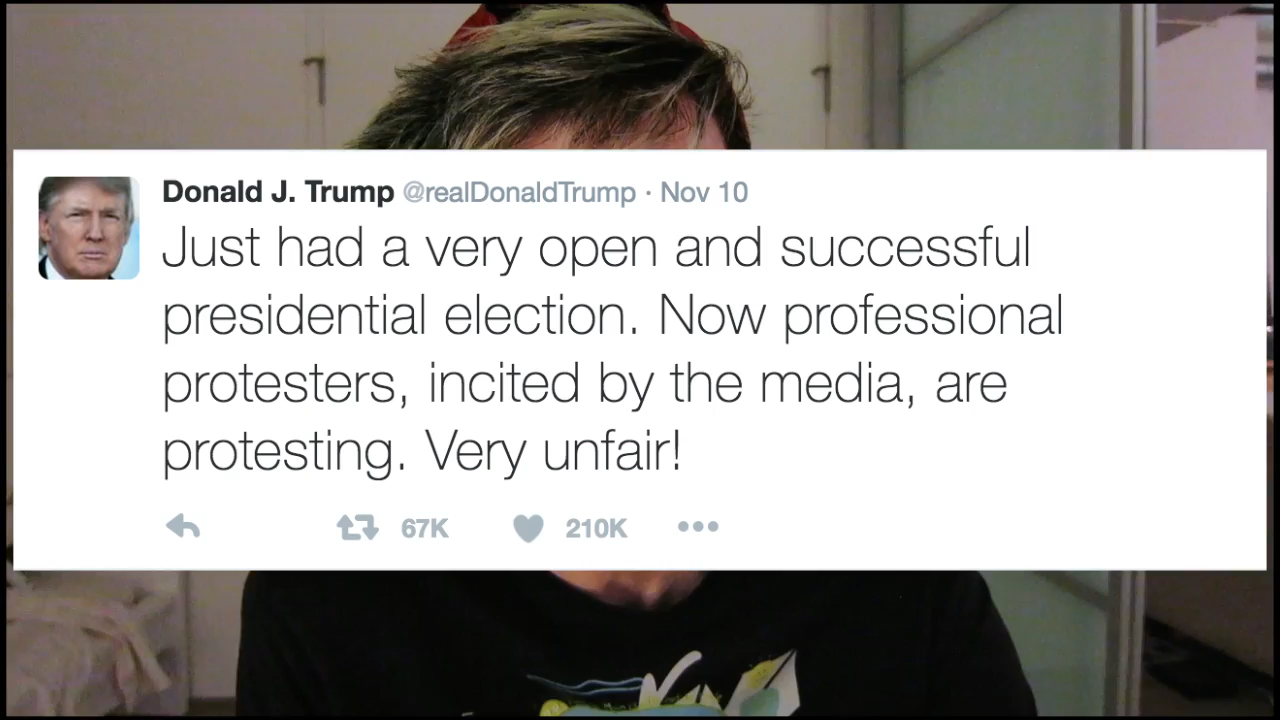 Donald J. Trump @realDonaldTrump · Nov 10
Just had a very open and successful
presidential election. Now professional
protesters, incited by the media, are
protesting. Very unfair!
67K 210K